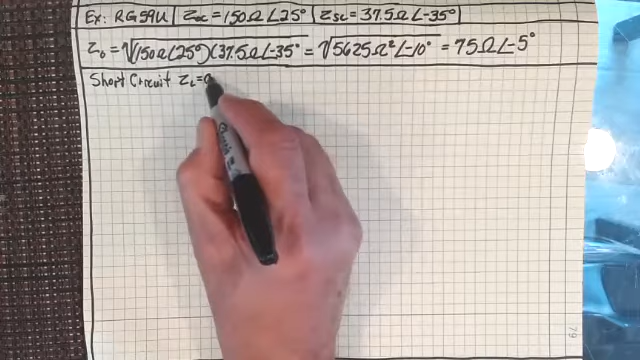 Ex: RG59U | Zoc = 150Ω∠25° | Zsc = 37.5Ω∠-35° |
Z₀ = √(150Ω∠25°)(37.5Ω∠-35° = √5625Ω²∠-10° = 75Ω∠-5°
Short Circuit ZL=0
79